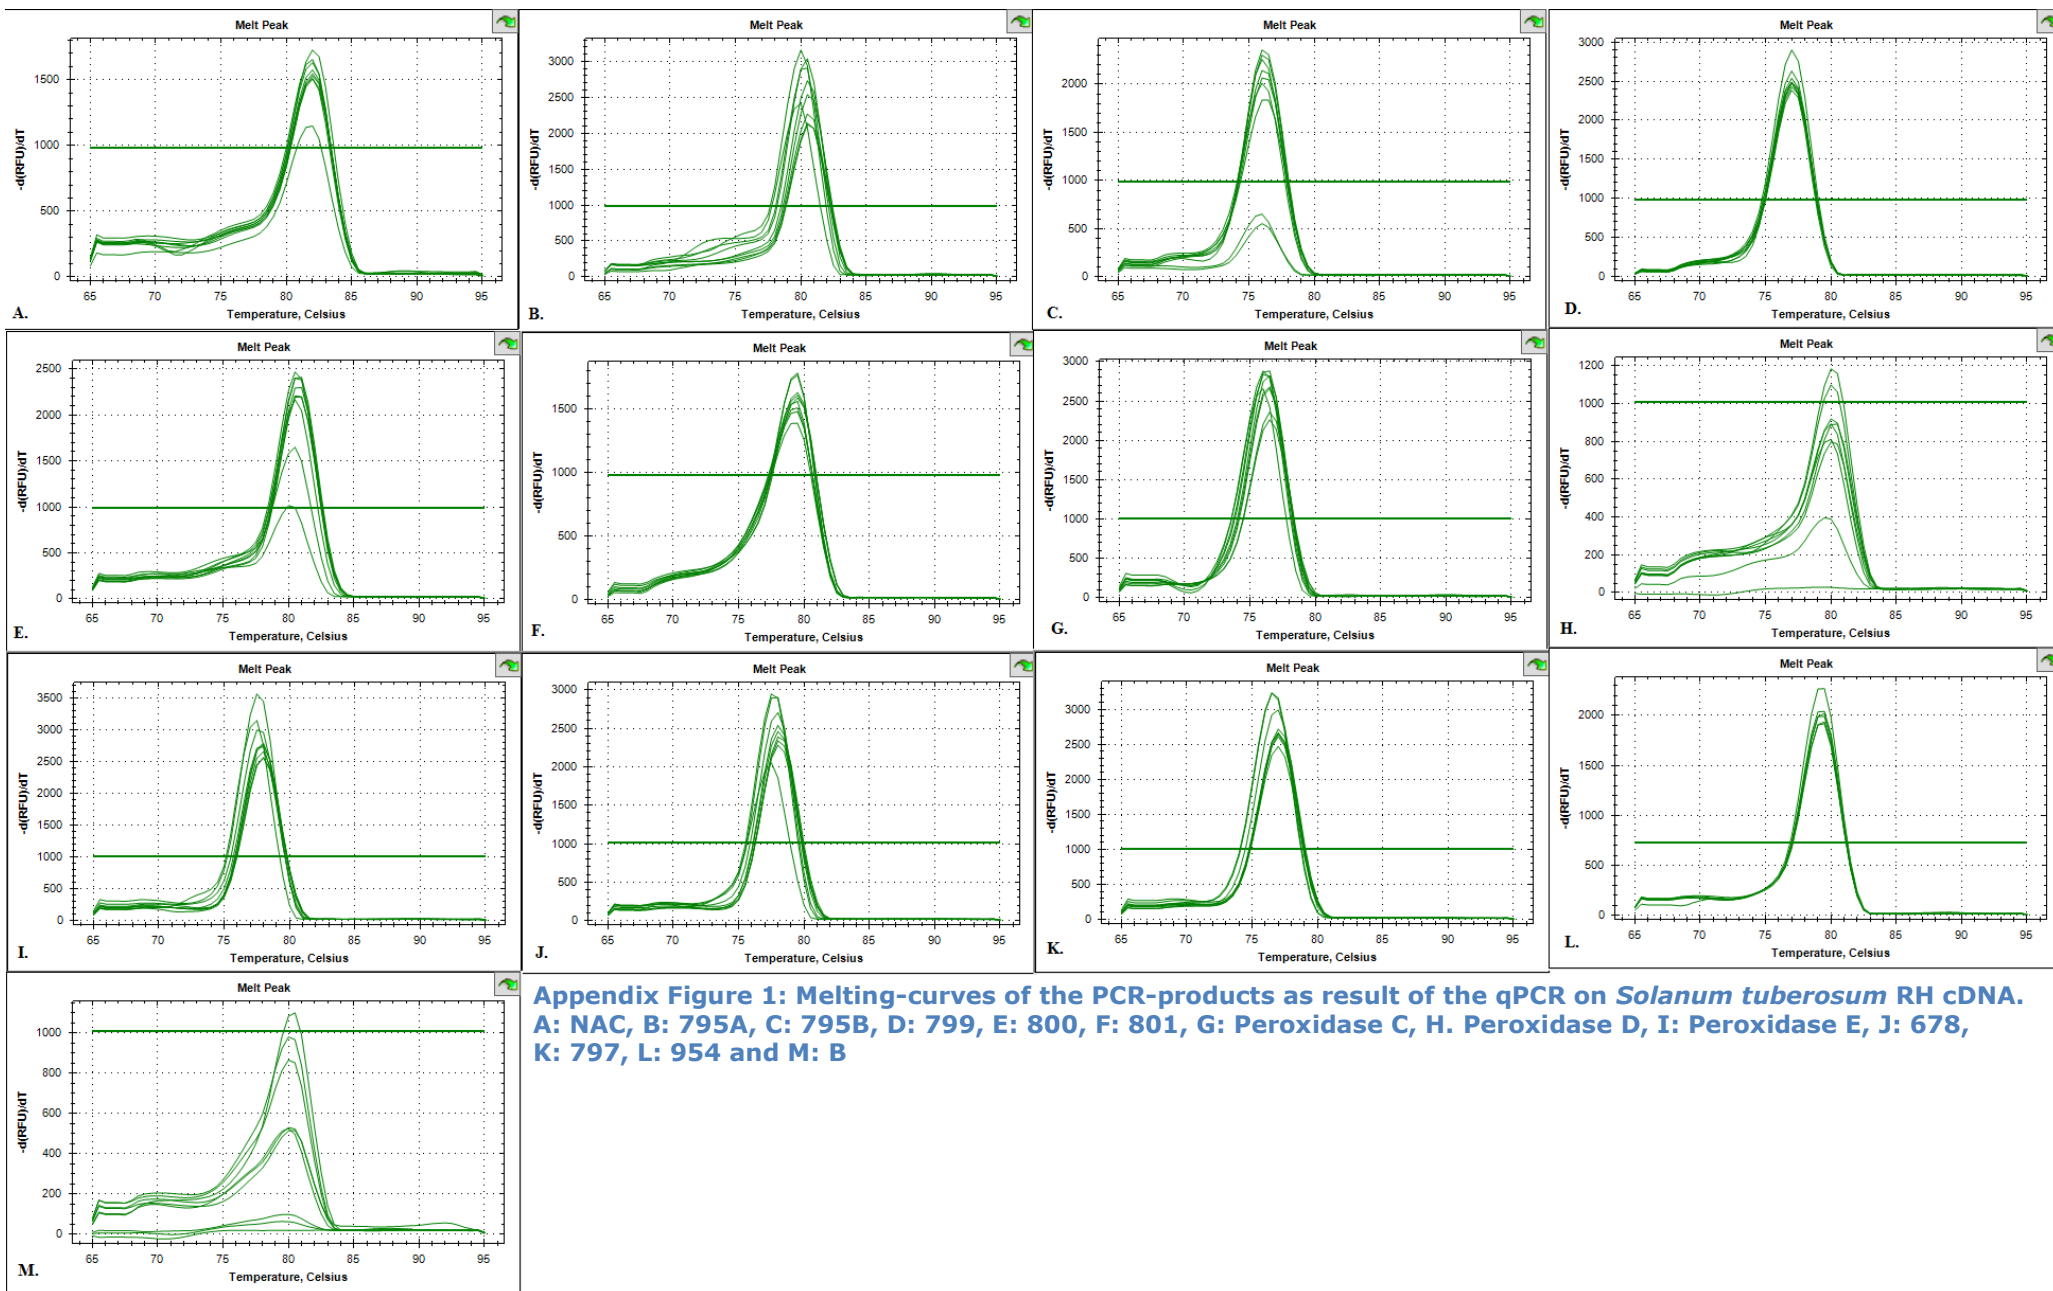 Melt Peak
-d(RFU)/dT
1500
1000
500
0
65 70 75 80 85 90 95
Temperature, Celsius
A.
Melt Peak
-d(RFU)/dT
3000
2500
2000
1500
1000
500
0
65 70 75 80 85 90 95
Temperature, Celsius
B.
Melt Peak
-d(RFU)/dT
2000
1500
1000
500
0
65 70 75 80 85 90 95
Temperature, Celsius
C.
Melt Peak
-d(RFU)/dT
3000
2500
2000
1500
1000
500
0
65 70 75 80 85 90 95
Temperature, Celsius
D.
Melt Peak
-d(RFU)/dT
2500
2000
1500
1000
500
0
65 70 75 80 85 90 95
Temperature, Celsius
E.
Melt Peak
-d(RFU)/dT
1500
1000
500
0
65 70 75 80 85 90 95
Temperature, Celsius
F.
Melt Peak
-d(RFU)/dT
3000
2500
2000
1500
1000
500
0
65 70 75 80 85 90 95
Temperature, Celsius
G.
Melt Peak
-d(RFU)/dT
1200
1000
800
600
400
200
0
65 70 75 80 85 90 95
Temperature, Celsius
H.
Melt Peak
-d(RFU)/dT
3500
3000
2500
2000
1500
1000
500
0
65 70 75 80 85 90 95
Temperature, Celsius
I.
Melt Peak
-d(RFU)/dT
3000
2500
2000
1500
1000
500
0
65 70 75 80 85 90 95
Temperature, Celsius
J.
Melt Peak
-d(RFU)/dT
3000
2500
2000
1500
1000
500
0
65 70 75 80 85 90 95
Temperature, Celsius
K.
Melt Peak
-d(RFU)/dT
2000
1500
1000
500
0
65 70 75 80 85 90 95
Temperature, Celsius
L.
Melt Peak
-d(RFU)/dT
1000
800
600
400
200
0
65 70 75 80 85 90 95
Temperature, Celsius
M.
Appendix Figure 1: Melting-curves of the PCR-products as result of the qPCR on Solanum tuberosum RH cDNA.
A: NAC, B: 795A, C: 795B, D: 799, E: 800, F: 801, G: Peroxidase C, H. Peroxidase D, I: Peroxidase E, J: 678,
K: 797, L: 954 and M: B